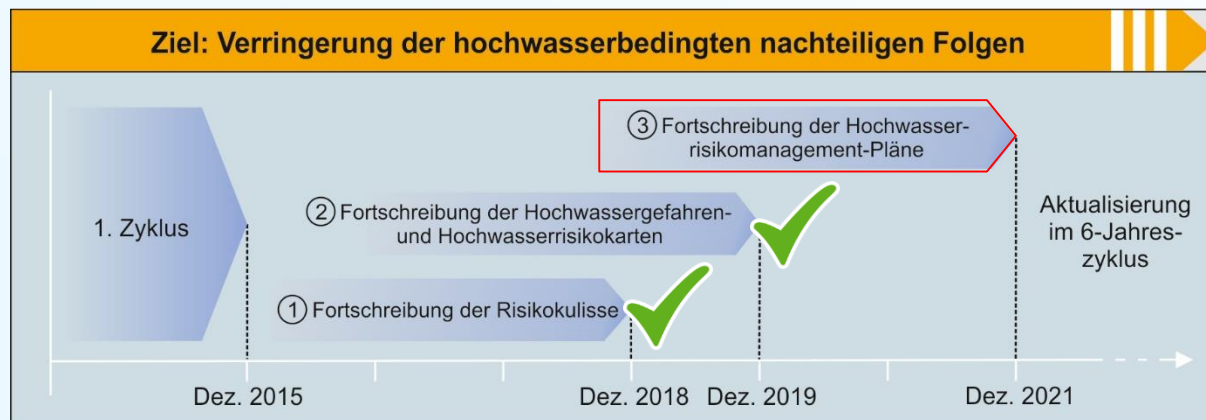 Ziel: Verringerung der hochwasserbedingten nachteiligen Folgen
1. Zyklus
③ Fortschreibung der Hochwasser-
risikomanagement-Pläne
② Fortschreibung der Hochwassergefahren-
und Hochwasserrisikokarten
① Fortschreibung der Risikokulisse
Aktualisierung
im 6-Jahres-
zyklus
Dez. 2015
Dez. 2018
Dez. 2019
Dez. 2021